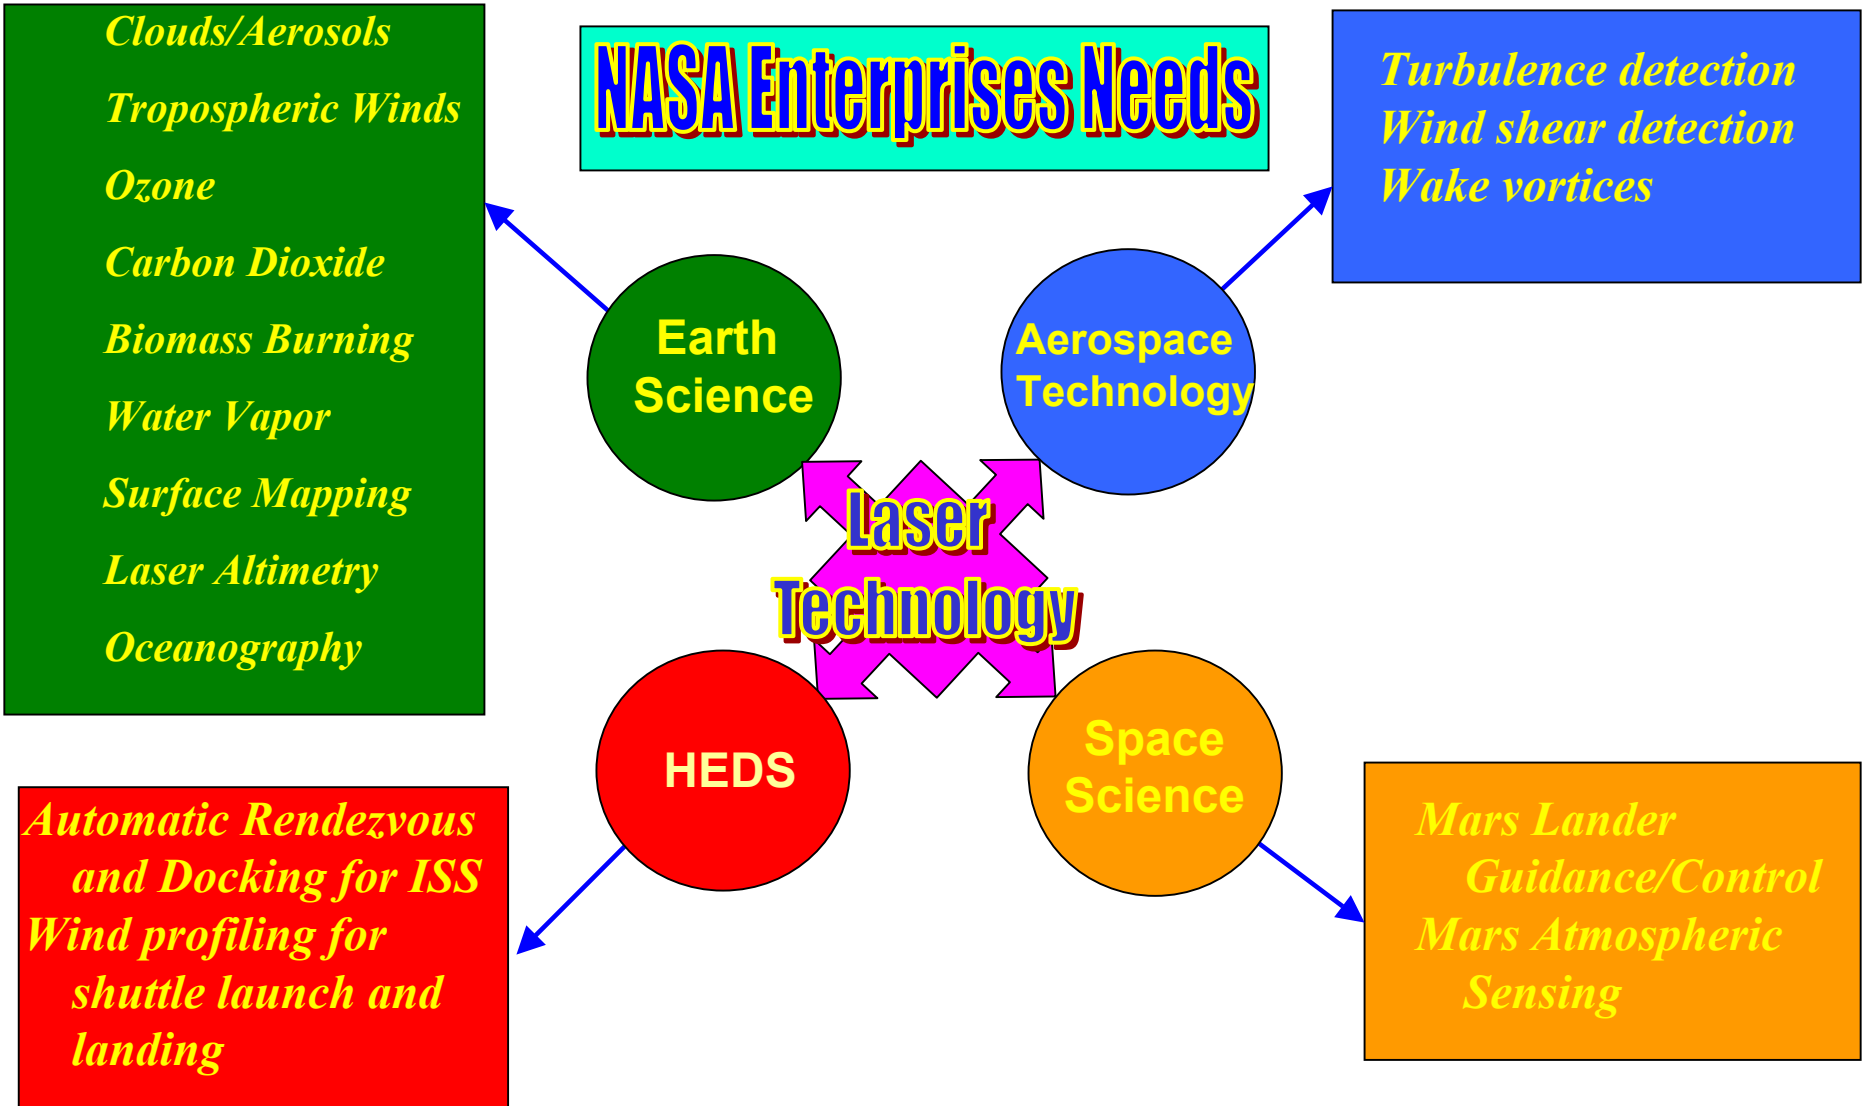 NASA Enterprises Needs
Clouds/Aerosols
Tropospheric Winds
Ozone
Carbon Dioxide
Biomass Burning
Water Vapor
Surface Mapping
Laser Altimetry
Oceanography
Turbulence detection
Wind shear detection
Wake vortices
Earth
Science
Aerospace
Technology
Laser
Technology
HEDS
Space
Science
Automatic Rendezvous
and Docking for ISS
Wind profiling for
shuttle launch and
landing
Mars Lander
Guidance/Control
Mars Atmospheric
Sensing